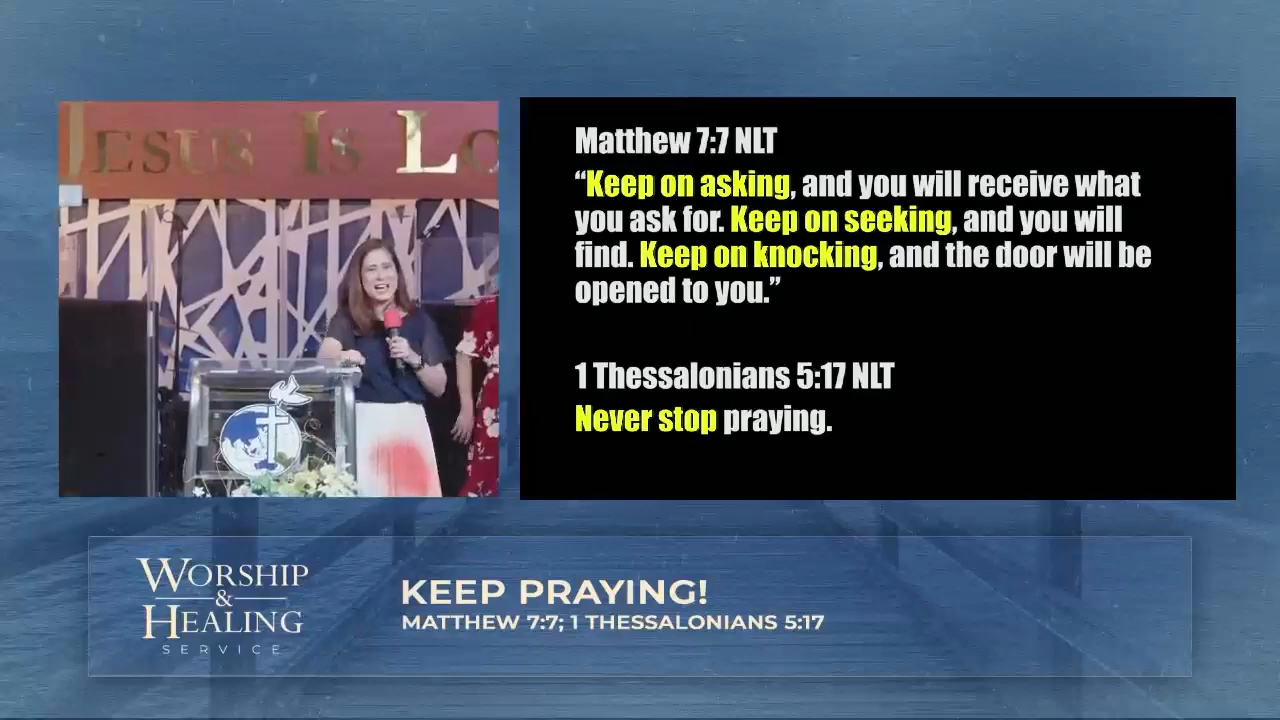 JESUS IS LO
Matthew 7:7 NLT
“Keep on asking, and you will receive what
you ask for. Keep on seeking, and you will
find. Keep on knocking, and the door will be
opened to you.”
1 Thessalonians 5:17 NLT
Never stop praying.
WORSHIP
&
HEALING
SERVICE
KEEP PRAYING!
MATTHEW 7:7; 1 THESSALONIANS 5:17